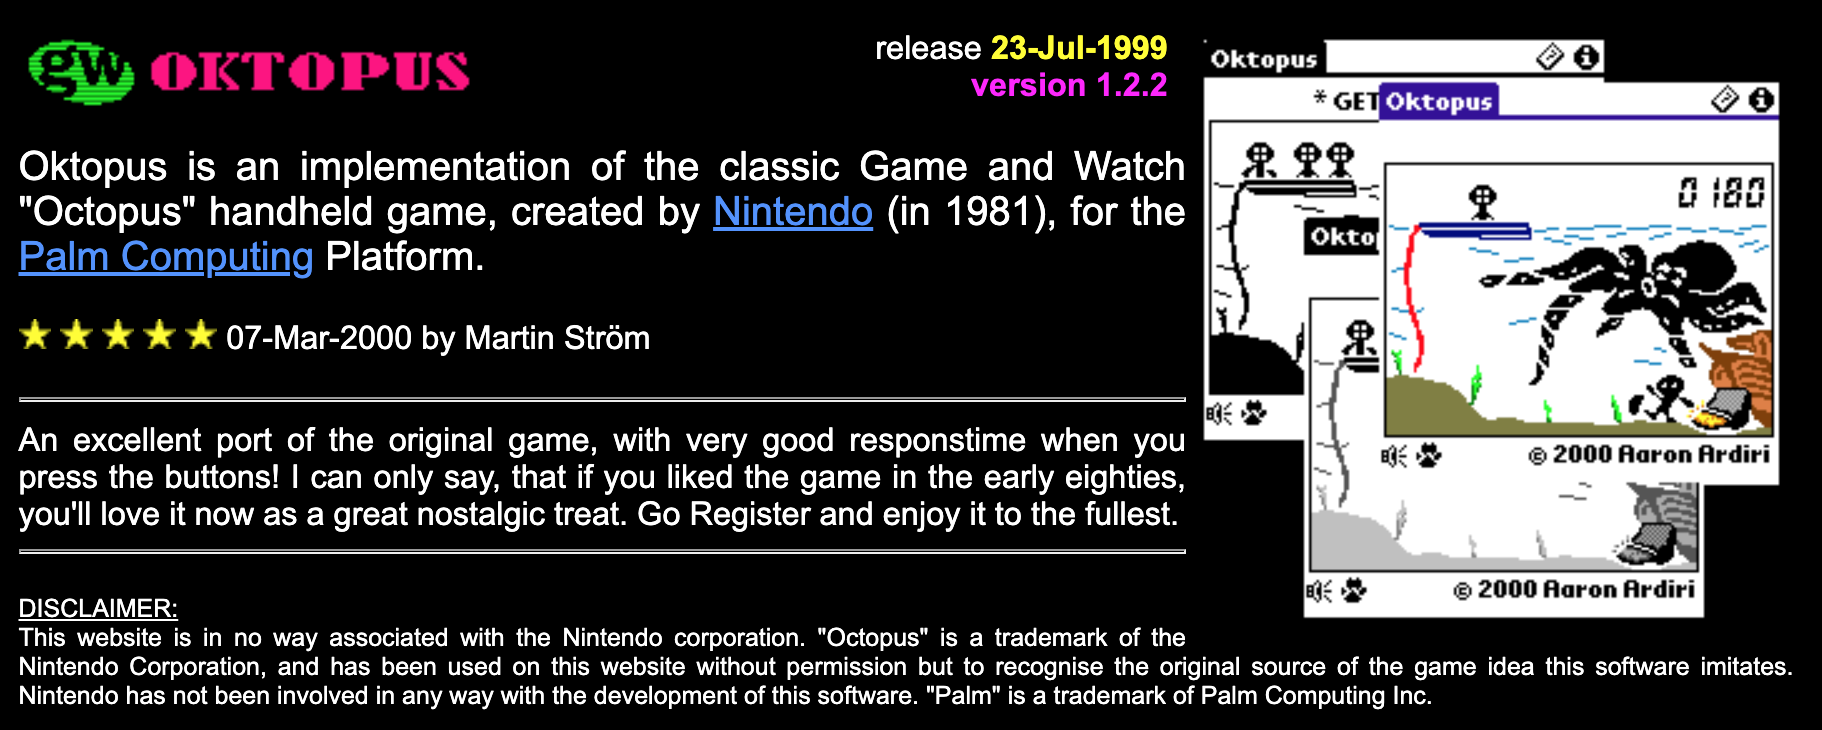 gw OKTOPUS
release 23-Jul-1999
version 1.2.2
Oktopus is an implementation of the classic Game and Watch
"Octopus" handheld game, created by Nintendo (in 1981), for the
Palm Computing Platform.
07-Mar-2000 by Martin Ström
An excellent port of the original game, with very good responstime when you
press the buttons! I can only say, that if you liked the game in the early eighties,
you'll love it now as a great nostalgic treat. Go Register and enjoy it to the fullest.
DISCLAIMER:
This website is in no way associated with the Nintendo corporation. "Octopus" is a trademark of the
Nintendo Corporation, and has been used on this website without permission but to recognise the original source of the game idea this software imitates.
Nintendo has not been involved in any way with the development of this software. "Palm" is a trademark of Palm Computing Inc.
Oktopus
* GET
Oktopus
0180
Okto
© 2000 Aaron Ardiri
© 2000 Aaron Ardiri